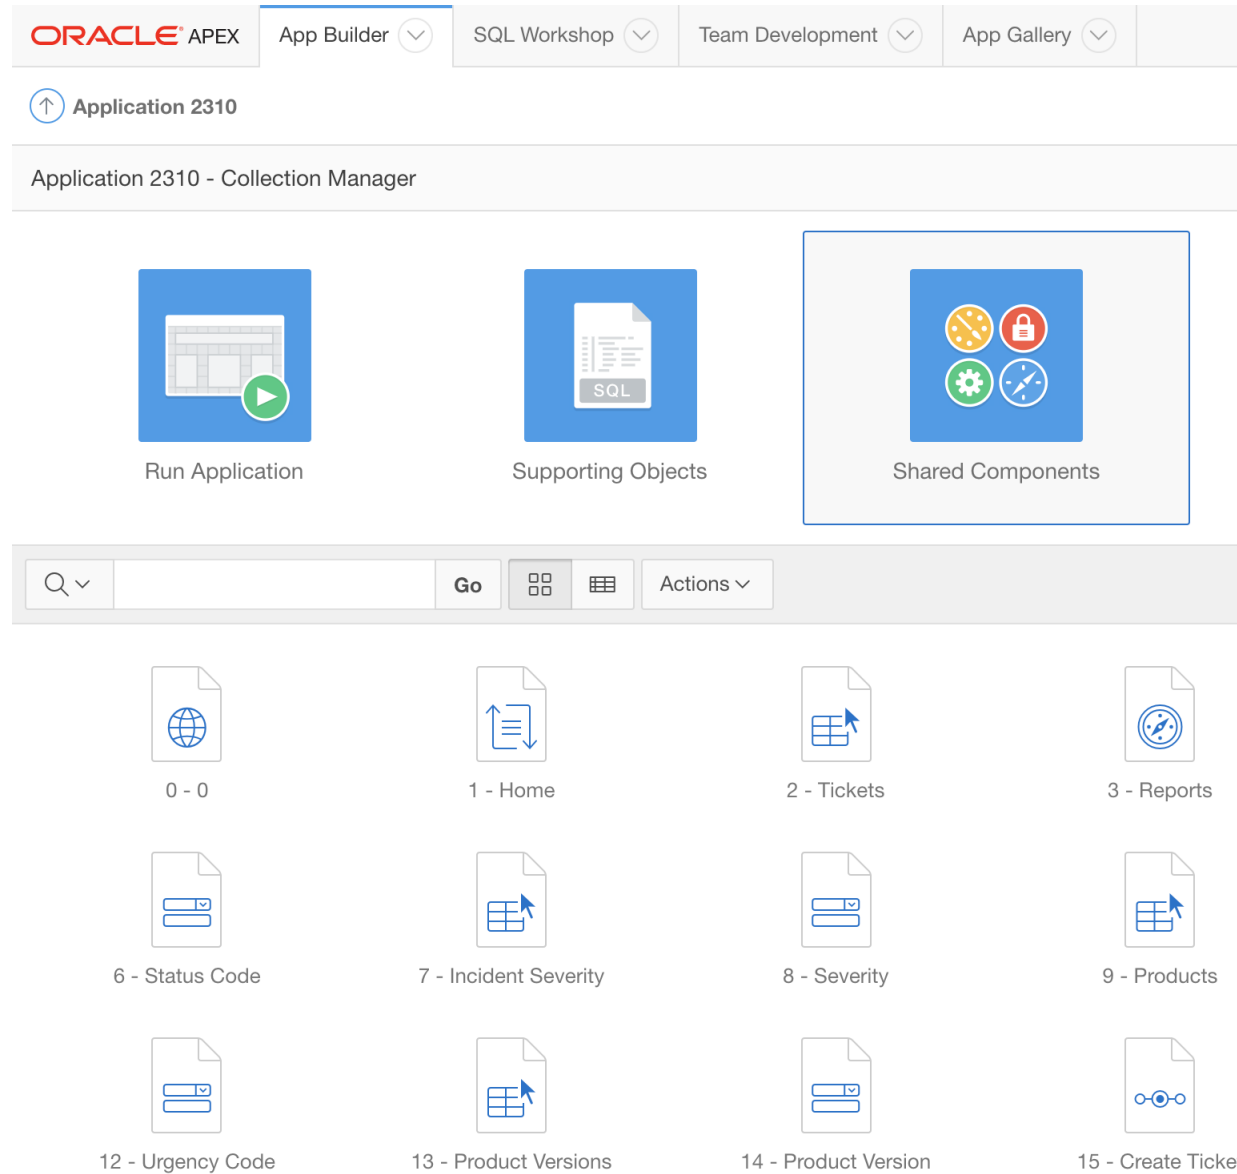 ORACLE APEX App Builder SQL Workshop Team Development App Gallery
Application 2310
Application 2310 - Collection Manager
SQL
Run Application Supporting Objects Shared Components
Go Actions
0 - 0 1 - Home 2 - Tickets 3 - Reports
6 - Status Code 7 - Incident Severity 8 - Severity 9 - Products
12 - Urgency Code 13 - Product Versions 14 - Product Version 15 - Create Ticke